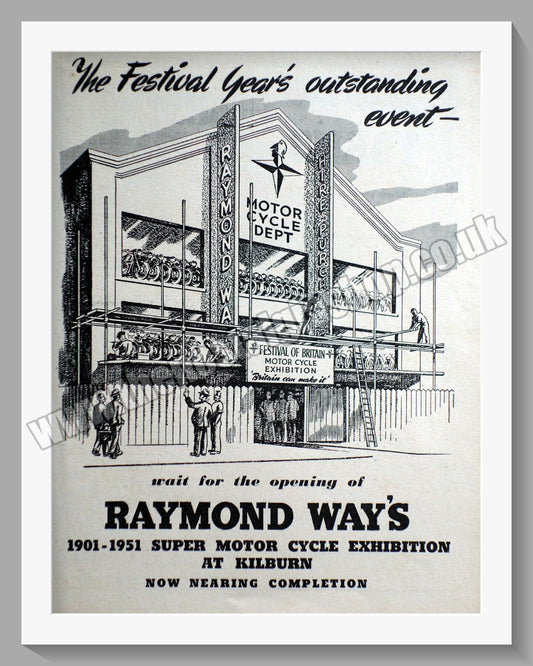 The Festival Year's outstanding
event-
RAYMOND WAY
HIRE PURCH
MOTOR
CYCLE
DEPT
FESTIVAL OF BRITAIN
MOTOR CYCLE
EXHIBITION
"Britain can make it"
wait for the opening of
RAYMOND WAY'S
1901-1951 SUPER MOTOR CYCLE EXHIBITION
AT KILBURN
NOW NEARING COMPLETION